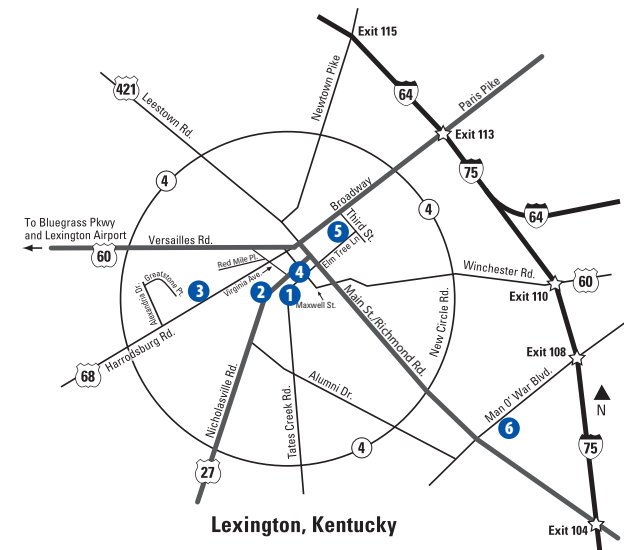 Exit 115
421
Leestown Rd.
Newtown Pike
64
Paris Pike
Exit 113
75
4
Broadway
4
64
To Bluegrass Pkwy
and Lexington Airport
60
Versailles Rd.
Third St.
5
Elm Tree Ln
Red Mile Pl.
Virginia Ave.
4
Winchester Rd.
60
Exit 110
Greatstone Pt.
Alexandria Dr.
3
2
1
Maxwell St.
Main St./Richmond Rd.
New Circle Rd.
Harrodsburg Rd.
68
Exit 108
Nicholasville Rd.
Tates Creek Rd.
Alumni Dr.
Man O' War Blvd.
6
N
4
75
27
Exit 104
Lexington, Kentucky